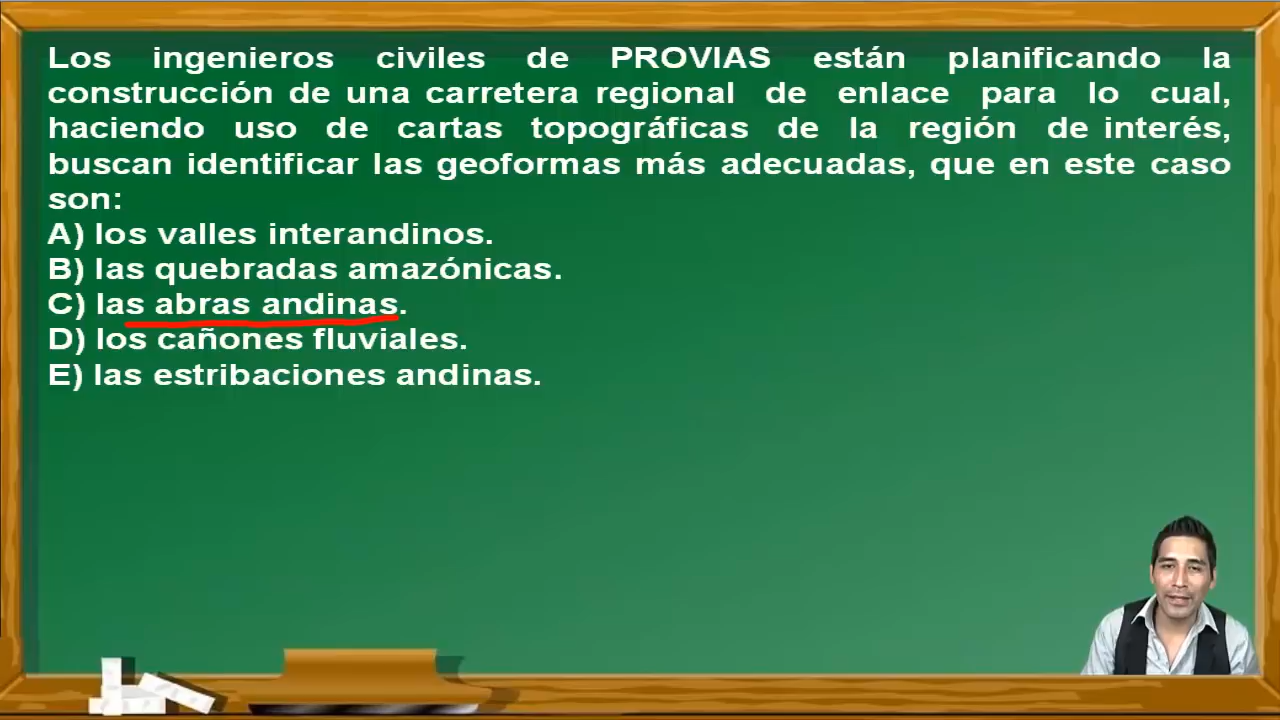 Los ingenieros civiles de PROVIAS están planificando la
construcción de una carretera regional de enlace para lo cual,
haciendo uso de cartas topográficas de la región de interés,
buscan identificar las geoformas más adecuadas, que en este caso
son:
A) los valles interandinos.
B) las quebradas amazónicas.
C) las abras andinas.
D) los cañones fluviales.
E) las estribaciones andinas.